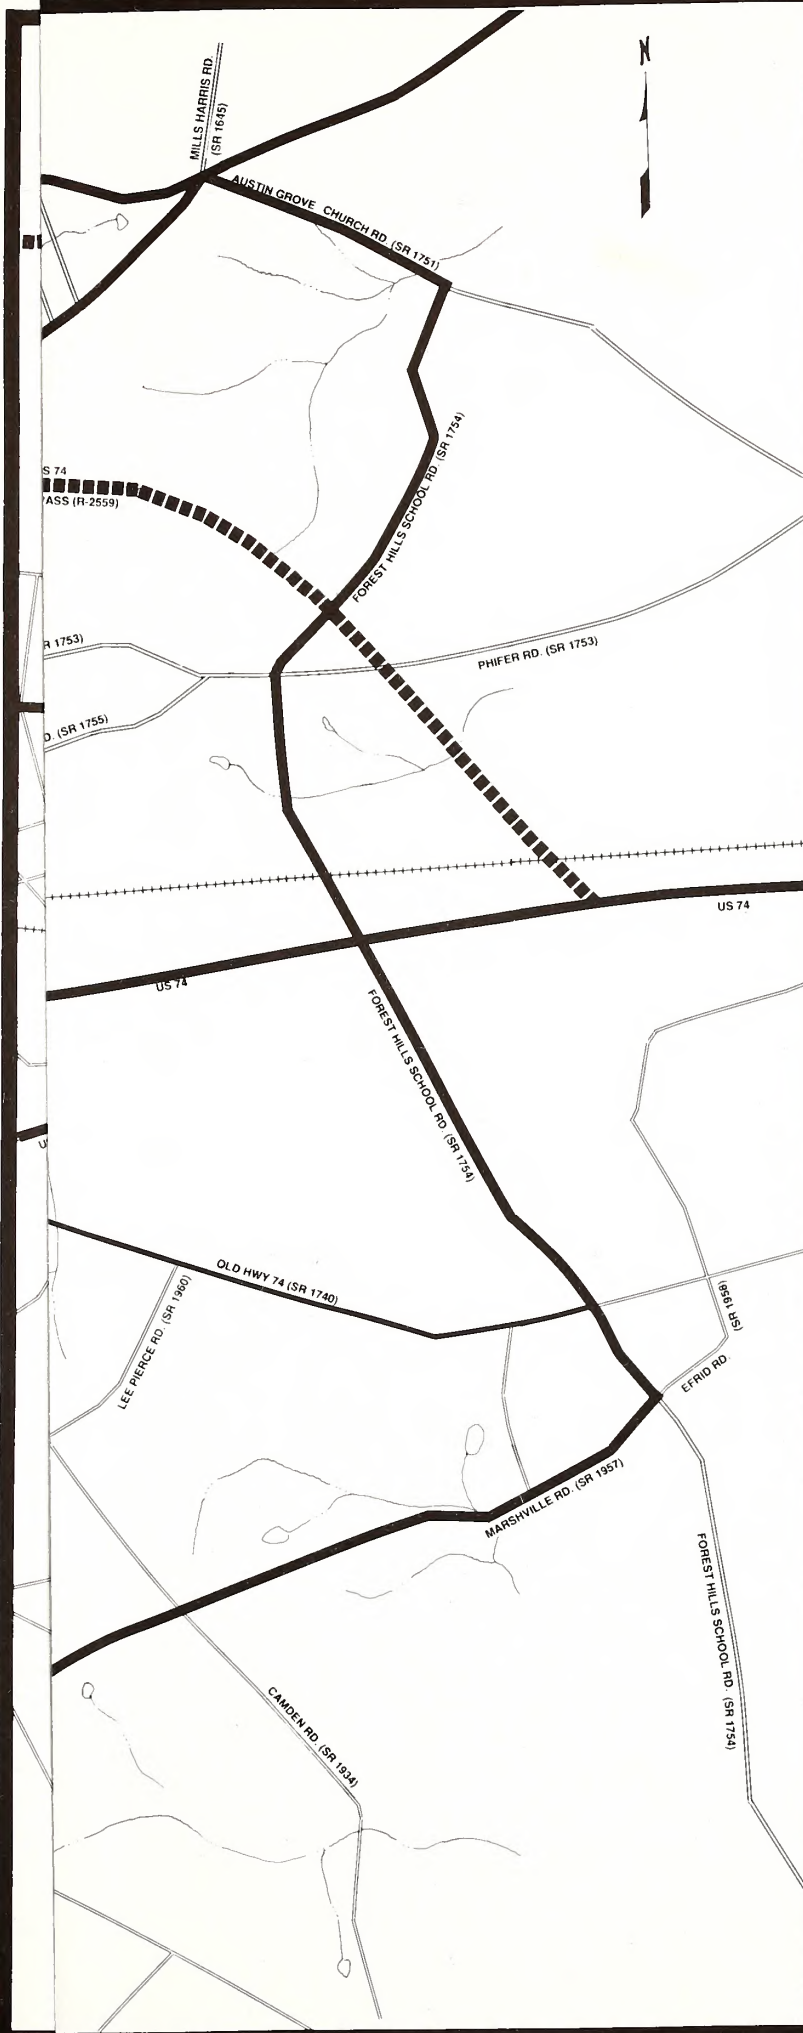 N
MILLS HARRIS RD.
(SR 1645)
AUSTIN GROVE CHURCH RD. (SR 1751)
FOREST HILLS SCHOOL RD. (SR 1754)
S 74
PASS (R-2559)
R 1753)
PHIFER RD. (SR 1753)
D. (SR 1755)
US 74
US 74
FOREST HILLS SCHOOL RD. (SR 1754)
U
OLD HWY 74 (SR 1740)
LEE PIERCE RD. (SR 1960)
(SR 1958)
EFRID RD.
MARSHVILLE RD. (SR 1957)
FOREST HILLS SCHOOL RD. (SR 1754)
CAMDEN RD. (SR 1934)